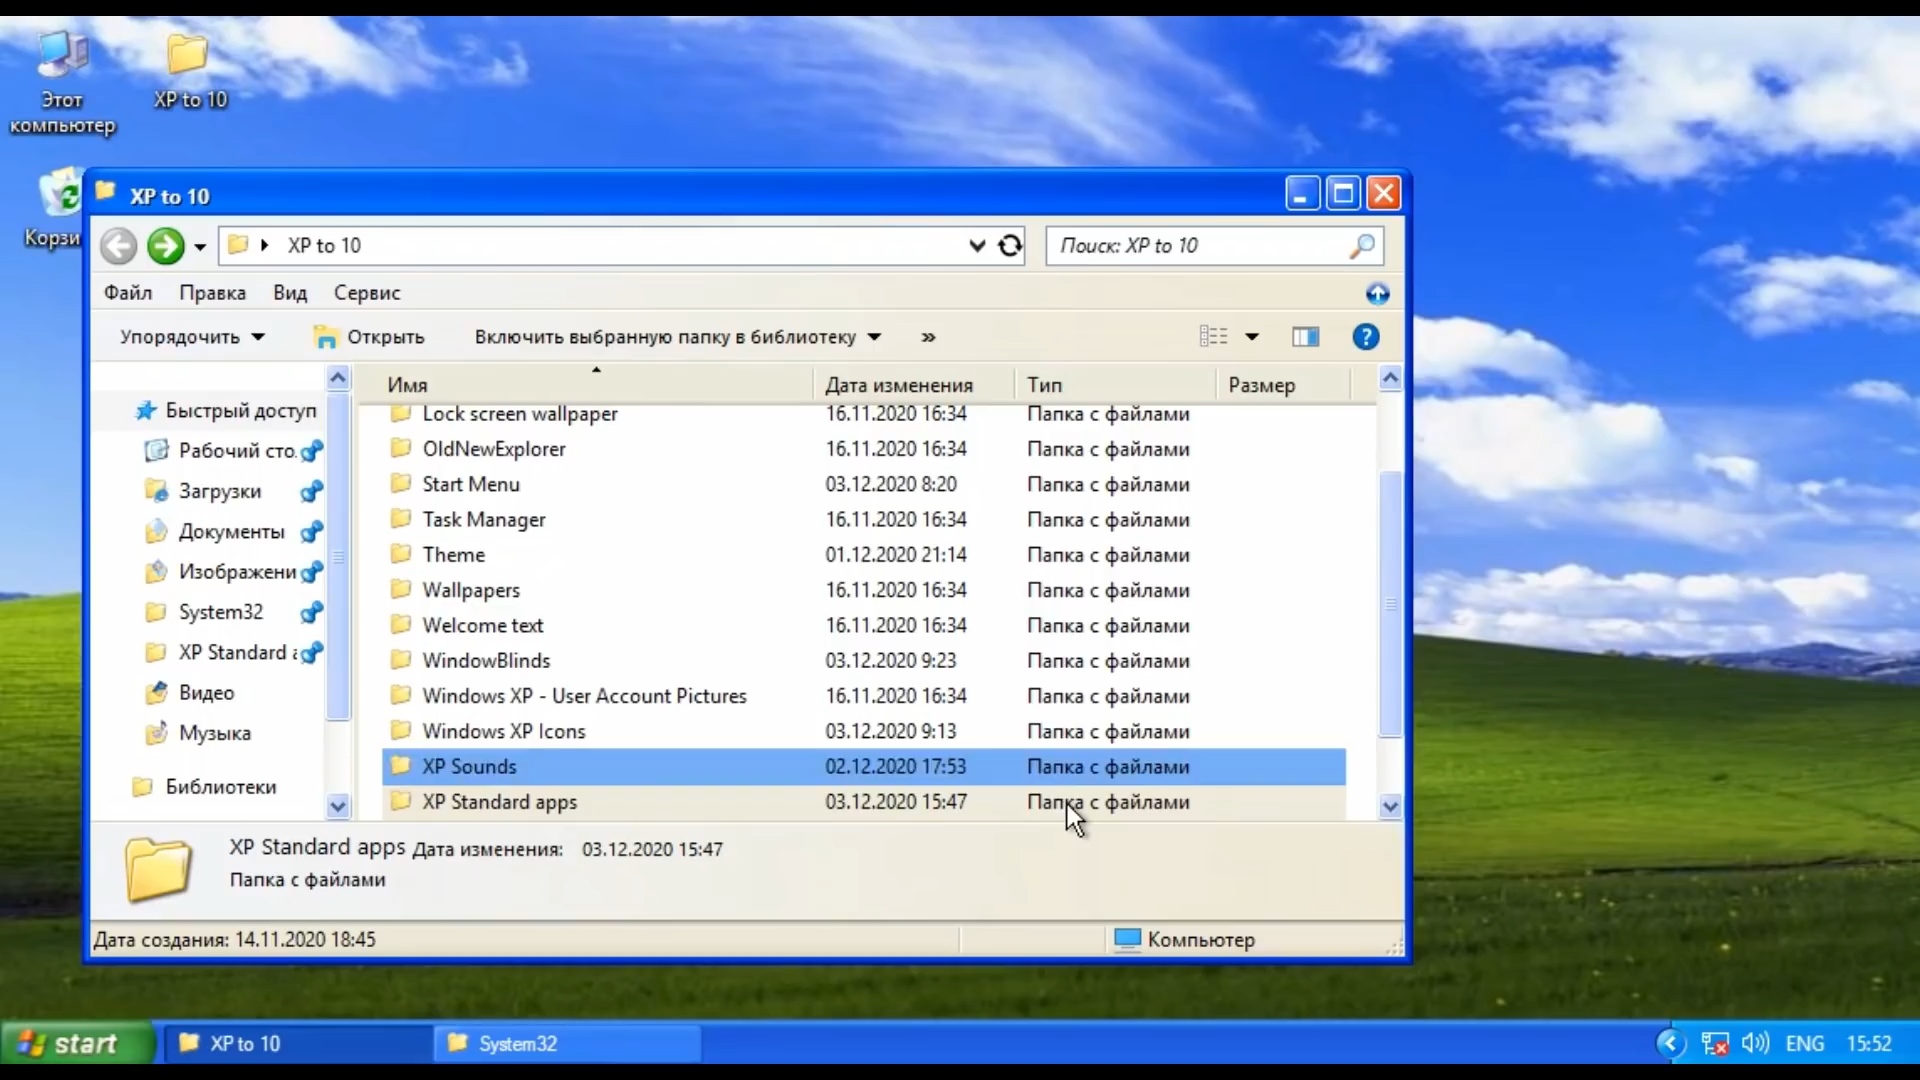 Этот
компьютер
XP to 10
Корзи
XP to 10
XP to 10
Поиск: XP to 10
Файл Правка Вид Сервис
Упорядочить Открыть Включить выбранную папку в библиотеку »
Имя Дата изменения Тип Размер
Быстрый доступ
Рабочий сто.
Загрузки
Документы
Изображени
System32
XP Standard a
Видео
Музыка
Библиотеки
Lock screen wallpaper 16.11.2020 16:34 Папка с файлами
OldNewExplorer 16.11.2020 16:34 Папка с файлами
Start Menu 03.12.2020 8:20 Папка с файлами
Task Manager 16.11.2020 16:34 Папка с файлами
Theme 01.12.2020 21:14 Папка с файлами
Wallpapers 16.11.2020 16:34 Папка с файлами
Welcome text 16.11.2020 16:34 Папка с файлами
WindowBlinds 03.12.2020 9:23 Папка с файлами
Windows XP - User Account Pictures 16.11.2020 16:34 Папка с файлами
Windows XP Icons 03.12.2020 9:13 Папка с файлами
XP Sounds 02.12.2020 17:53 Папка с файлами
XP Standard apps 03.12.2020 15:47 Папка с файлами
XP Standard apps Дата изменения: 03.12.2020 15:47
Папка с файлами
Дата создания: 14.11.2020 18:45 Компьютер
start XP to 10 System32 ENG 15:52